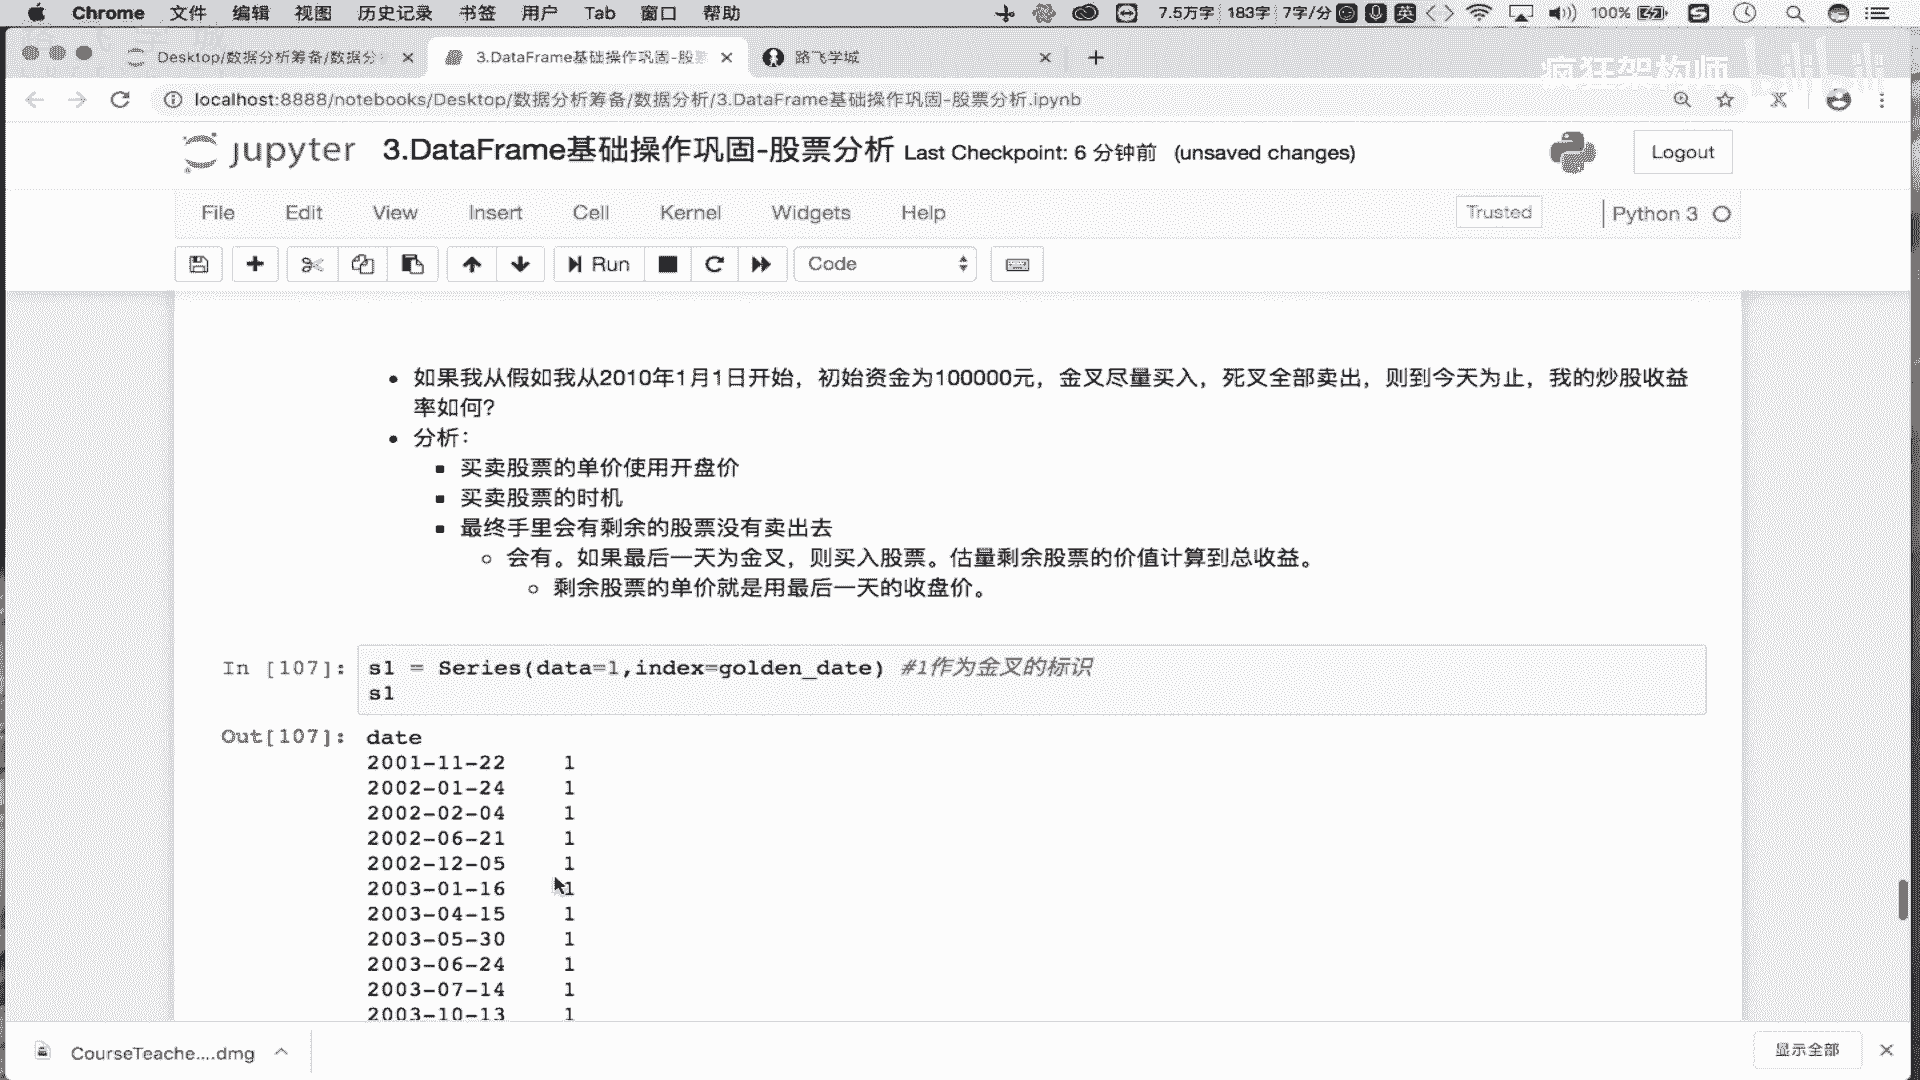 Chrome 文件 编辑 视图 历史记录 书签 用户 Tab 窗口 帮助 7.5万字 183字 7字/分 英 100%
Desktop/数据分析筹备/数据分 3.DataFrame基础操作巩固-股票 路飞学城
疯狂架构师 bilibili
localhost:8888/notebooks/Desktop/数据分析筹备/数据分析/3.DataFrame基础操作巩固-股票分析.ipynb
jupyter 3.DataFrame基础操作巩固-股票分析 Last Checkpoint: 6 分钟前 (unsaved changes) Logout
File Edit View Insert Cell Kernel Widgets Help Trusted Python 3
Run Code
如果我从假如我从2010年1月1日开始，初始资金为100000元，金叉尽量买入，死叉全部卖出，则到今天为止，我的炒股收益
率如何？
分析：
买卖股票的单价使用开盘价
买卖股票的时机
最终手里会有剩余的股票没有卖出去
会有。如果最后一天为金叉，则买入股票。估量剩余股票的价值计算到总收益。
剩余股票的单价就是用最后一天的收盘价。
In [107]: s1 = Series(data=1,index=golden_date) #1作为金叉的标识
s1
Out[107]: date
2001-11-22 1
2002-01-24 1
2002-02-04 1
2002-06-21 1
2002-12-05 1
2003-01-16 1
2003-04-15 1
2003-05-30 1
2003-06-24 1
2003-07-14 1
2003-10-13 1
CourseTeache....dmg 显示全部